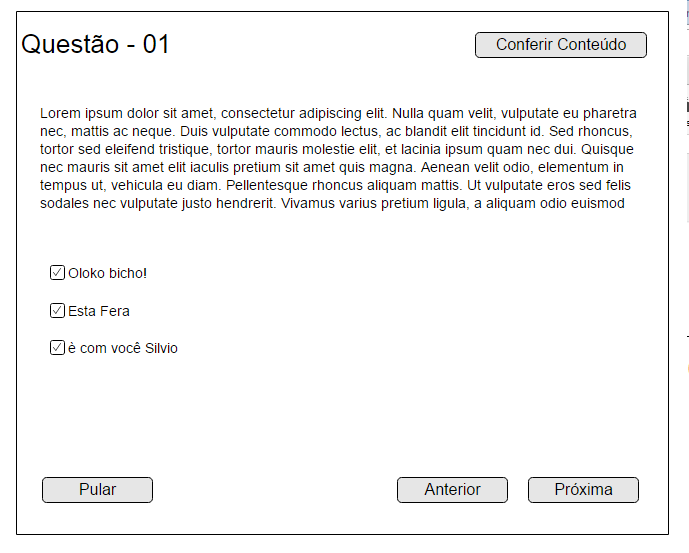 Questão - 01
Conferir Conteúdo
Lorem ipsum dolor sit amet, consectetur adipiscing elit. Nulla quam velit, vulputate eu pharetra
nec, mattis ac neque. Duis vulputate commodo lectus, ac blandit elit tincidunt id. Sed rhoncus,
tortor sed eleifend tristique, tortor mauris molestie elit, et lacinia ipsum quam nec dui. Quisque
nec mauris sit amet elit iaculis pretium sit amet quis magna. Aenean velit odio, elementum in
tempus ut, vehicula eu diam. Pellentesque rhoncus aliquam mattis. Ut vulputate eros sed felis
sodales nec vulputate justo hendrerit. Vivamus varius pretium ligula, a aliquam odio euismod
Oloko bicho!
Esta Fera
è com você Silvio
Pular
Anterior
Próxima